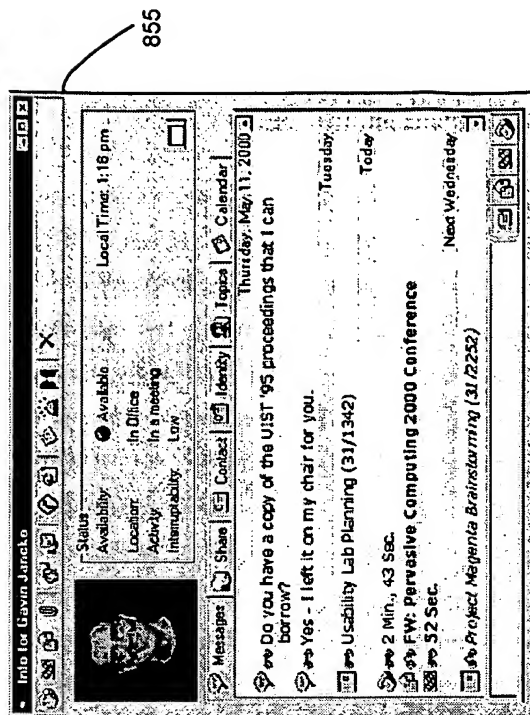 855
Info for Gavin Jancke
Status
Availability: Available Local Time: 1:18 pm
Location: In Office
Activity: In a meeting
Interruptability: Low
Messages Share Contact Identity Topics Calendar
Thursday, May, 11, 2000
Do you have a copy of the UIST '95 proceedings that I can
borrow?
Yes - I left it on my chair for you.
Tuesday
Usability Lab Planning (31/1342)
Today
2 Min., 43 Sec.
FW: Pervasive Computing 2000 Conference
52 Sec.
Next Wednesday
Project Magenta Brainstorming (31/2252)